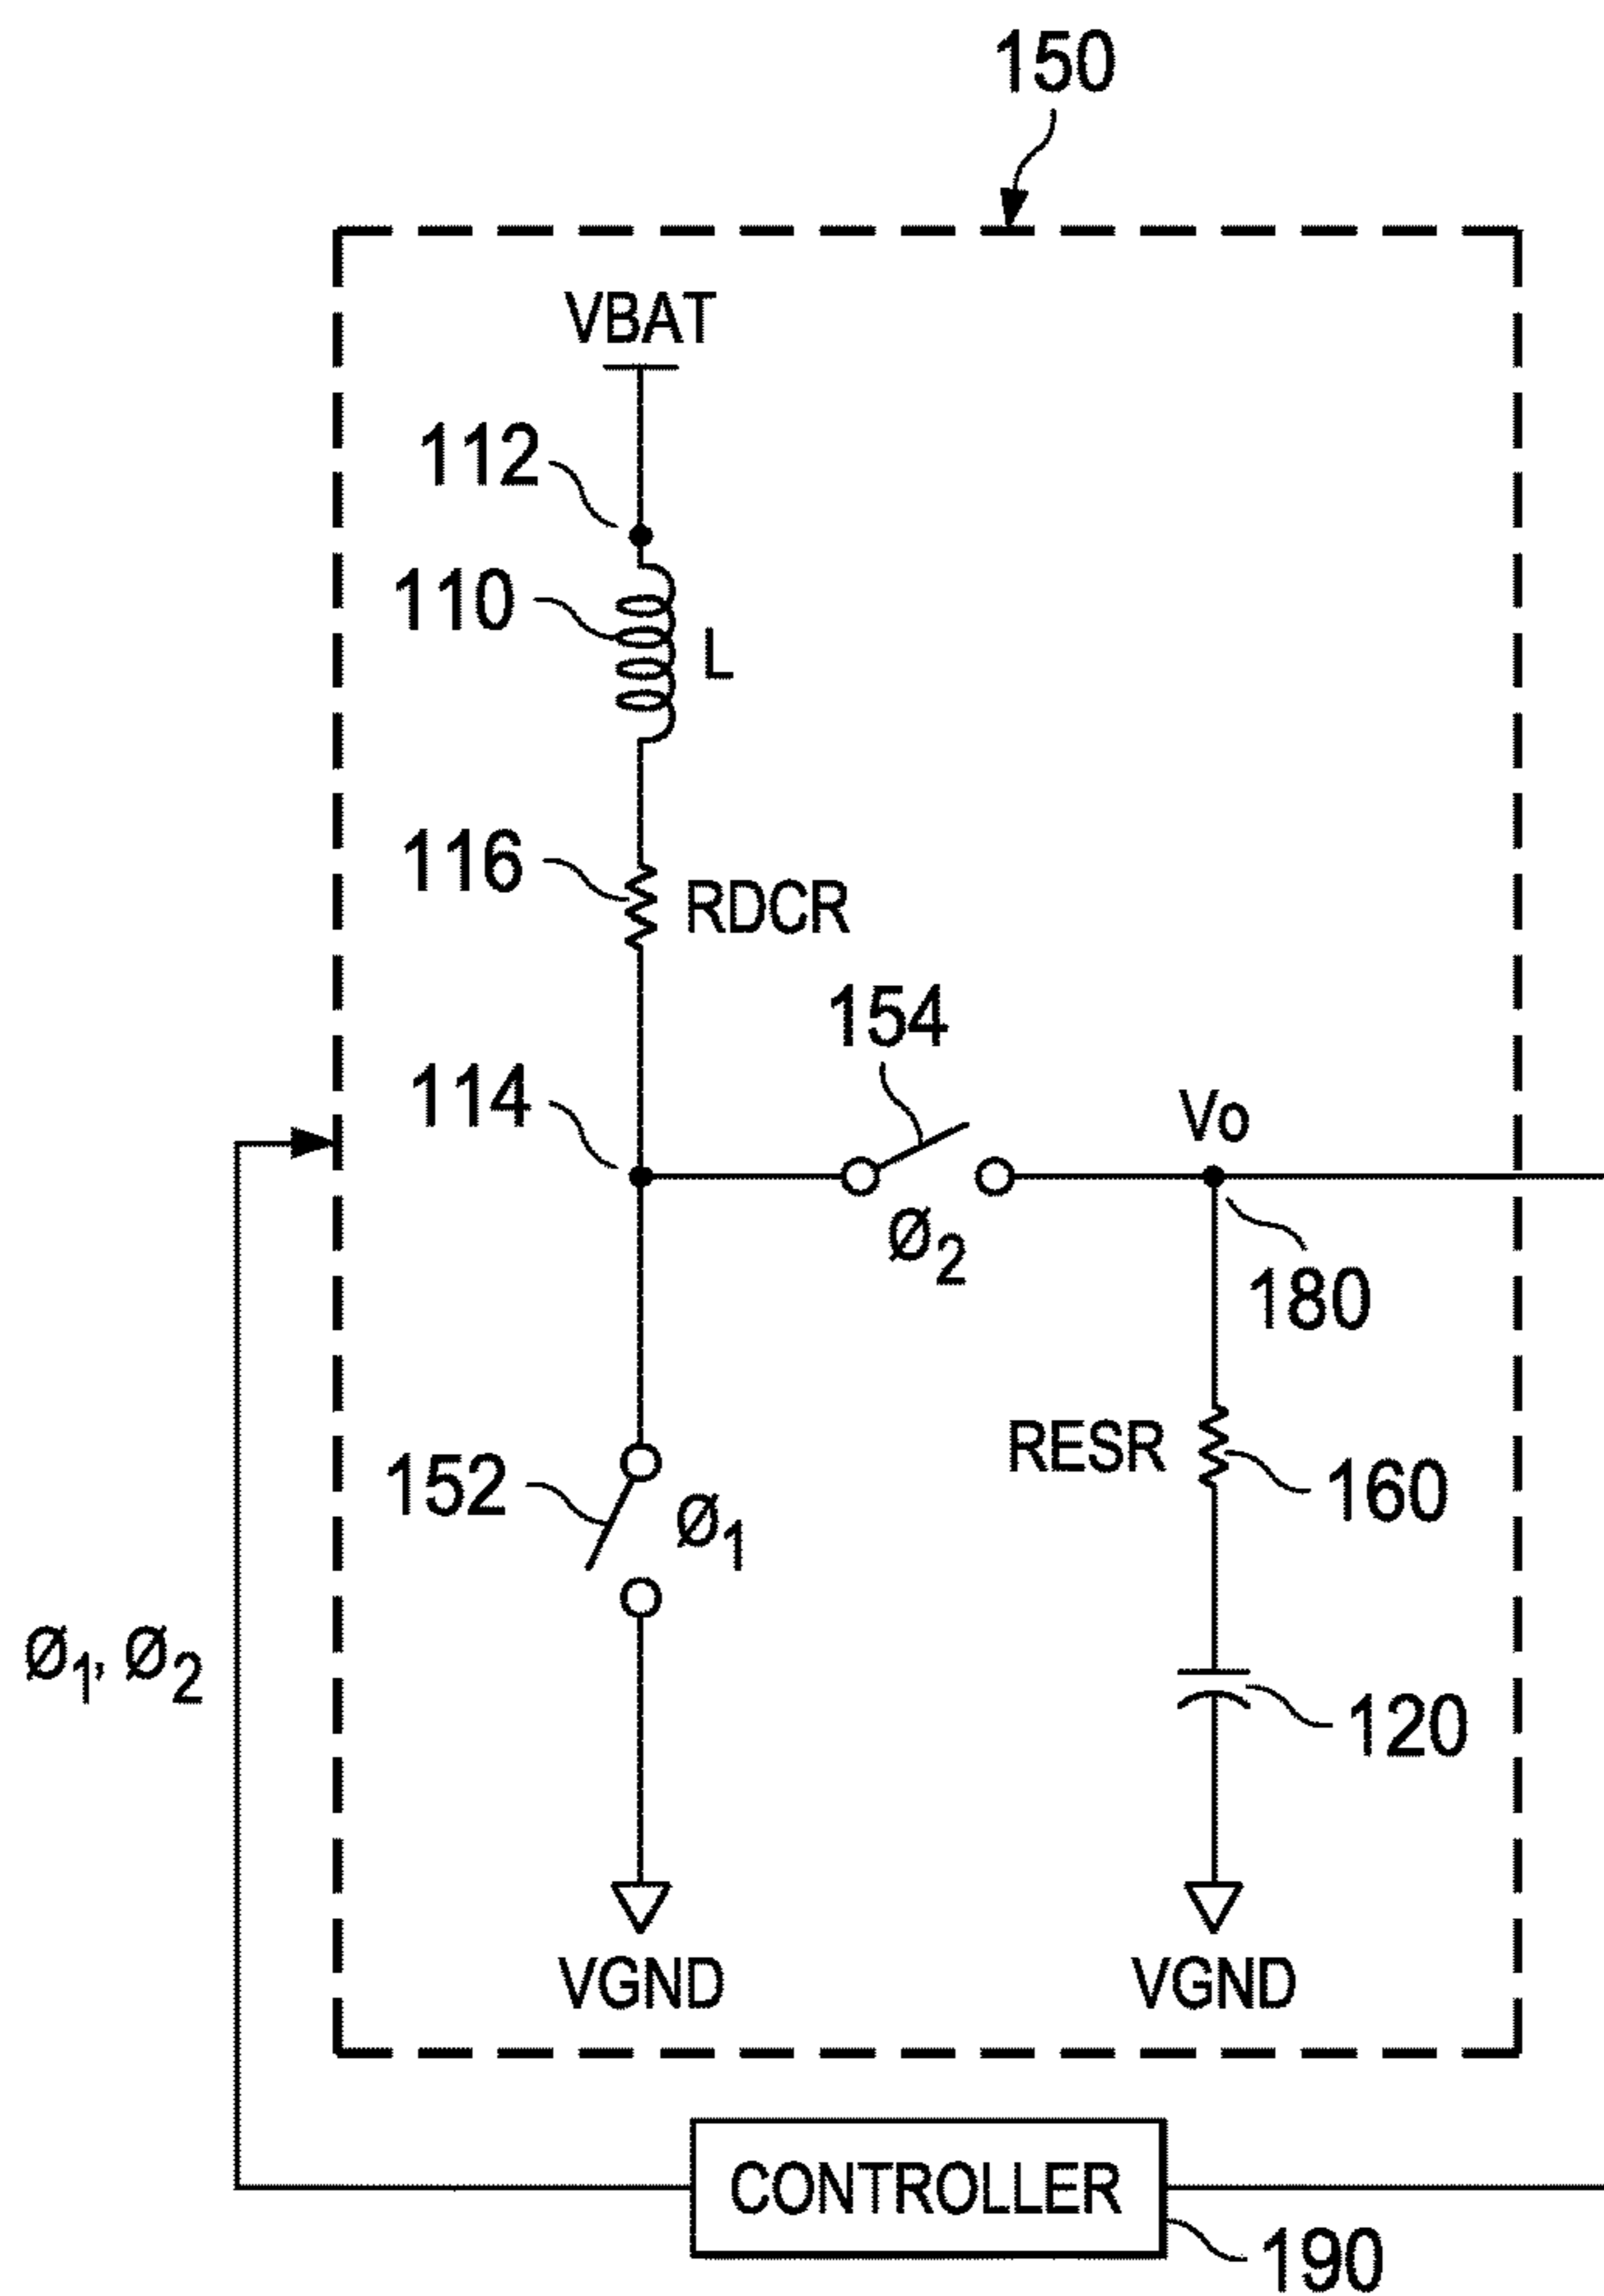 150
VBAT
112
110
L
116
RDCR
154
114
Vo
Ø2
180
RESR
152
160
Ø1
Ø1, Ø2
120
VGND
VGND
CONTROLLER
190